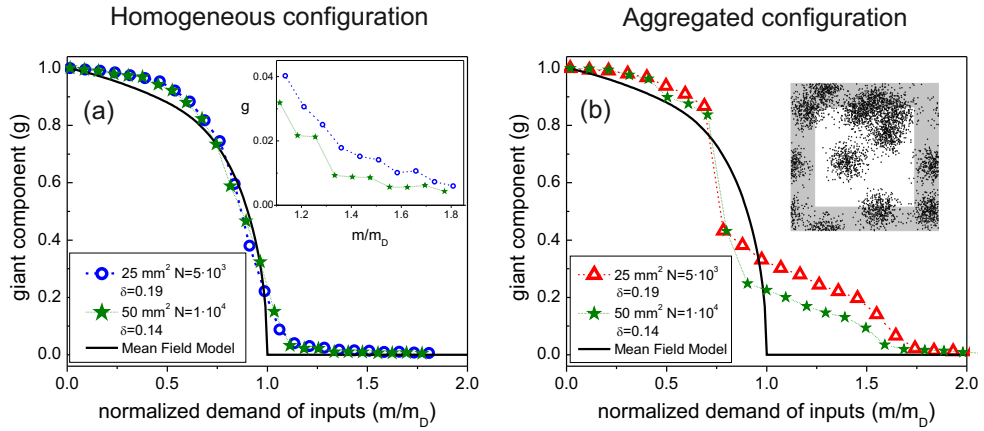 Homogeneous configuration
Aggregated configuration
1.0
0.8
0.6
0.4
0.2
0.0
giant component (g)
(a)
0.04
g
0.02
0.00
1.2 1.4 1.6 1.8
m/m_D
25 mm² N=5·10³
δ=0.19
50 mm² N=1·10⁴
δ=0.14
Mean Field Model
0.0 0.5 1.0 1.5 2.0
normalized demand of inputs (m/m_D)
1.0
0.8
0.6
0.4
0.2
0.0
giant component (g)
(b)
25 mm² N=5·10³
δ=0.19
50 mm² N=1·10⁴
δ=0.14
Mean Field Model
0.0 0.5 1.0 1.5 2.0
normalized demand of inputs (m/m_D)